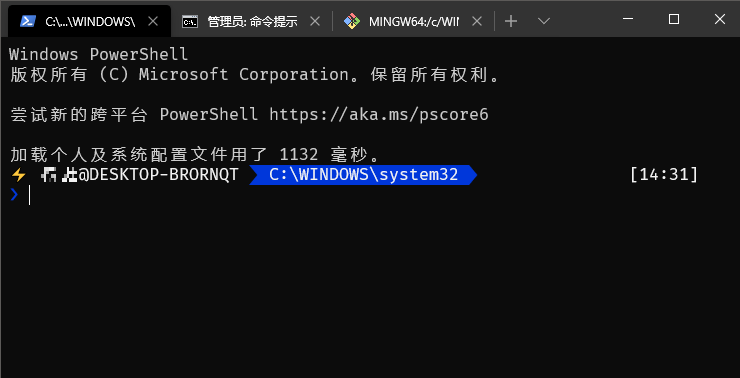 C:\...\WINDOWS\
管理员: 命令提示
MINGW64:/c/WIN
Windows PowerShell
版权所有 (C) Microsoft Corporation。保留所有权利。
尝试新的跨平台 PowerShell https://aka.ms/pscore6
加载个人及系统配置文件用了 1132 毫秒。
@DESKTOP-BRORNQT C:\WINDOWS\system32 [14:31]
❯